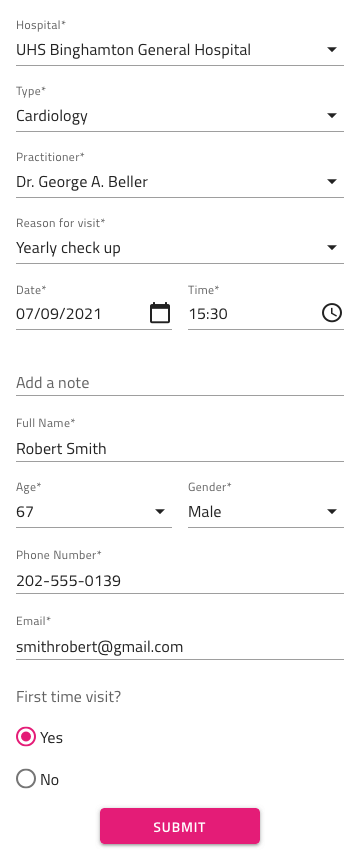 Hospital*
UHS Binghamton General Hospital
Type*
Cardiology
Practitioner*
Dr. George A. Beller
Reason for visit*
Yearly check up
Date* Time*
07/09/2021 15:30
Add a note
Full Name*
Robert Smith
Age* Gender*
67 Male
Phone Number*
202-555-0139
Email*
smithrobert@gmail.com
First time visit?
Yes
No
SUBMIT